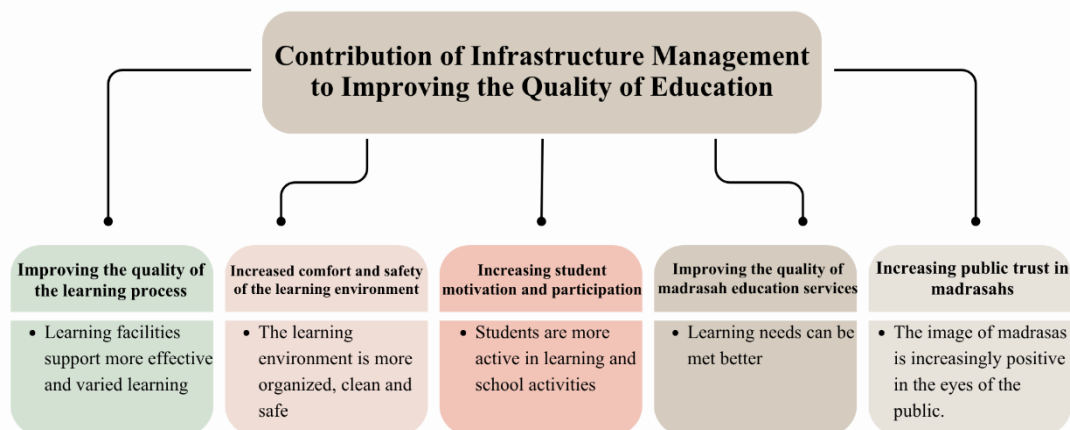 Contribution of Infrastructure Management
to Improving the Quality of Education
Improving the quality of
the learning process
• Learning facilities
support more effective
and varied learning
Increased comfort and safety
of the learning environment
• The learning
environment is more
organized, clean and
safe
Increasing student
motivation and participation
• Students are more
active in learning and
school activities
Improving the quality of
madrasah education services
• Learning needs can be
met better
Increasing public trust in
madrasahs
• The image of madrasas
is increasingly positive
in the eyes of the
public.